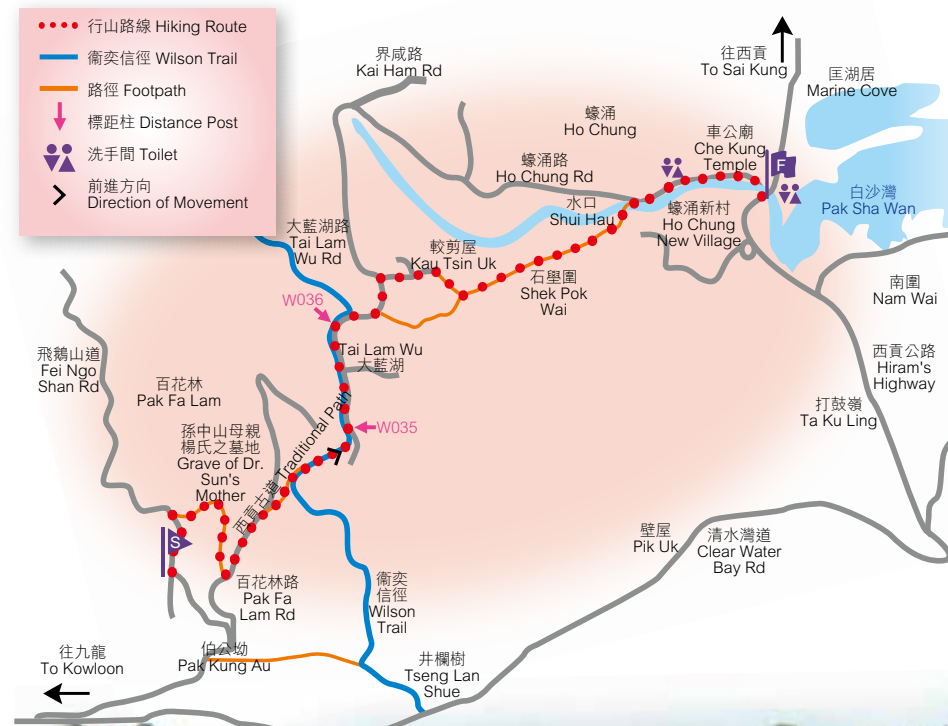 行山路線 Hiking Route
衞奕信徑 Wilson Trail
路徑 Footpath
標距柱 Distance Post
洗手間 Toilet
前進方向
Direction of Movement
界咸路
Kai Ham Rd
往西貢
To Sai Kung
匡湖居
Marine Cove
蠔涌
Ho Chung
車公廟
Che Kung
Temple
F
蠔涌路
Ho Chung Rd
白沙灣
Pak Sha Wan
水口
Shui Hau
蠔涌新村
Ho Chung
New Village
大藍湖路
Tai Lam
Wu Rd
較剪屋
Kau Tsin Uk
石壆圍
Shek Pok
Wai
南圍
Nam Wai
W036
Tai Lam Wu
大藍湖
飛鵝山道
Fei Ngo
Shan Rd
西貢公路
Hiram's
Highway
百花林
Pak Fa Lam
打鼓嶺
Ta Ku Ling
W035
孫中山母親
楊氏之墓地
Grave of Dr.
Sun's
Mother
西貢古道 Traditional Path
S
壁屋
Pik Uk
清水灣道
Clear Water
Bay Rd
百花林路
Pak Fa
Lam Rd
衞奕
信徑
Wilson
Trail
往九龍
To Kowloon
伯公坳
Pak Kung Au
井欄樹
Tseng Lan
Shue